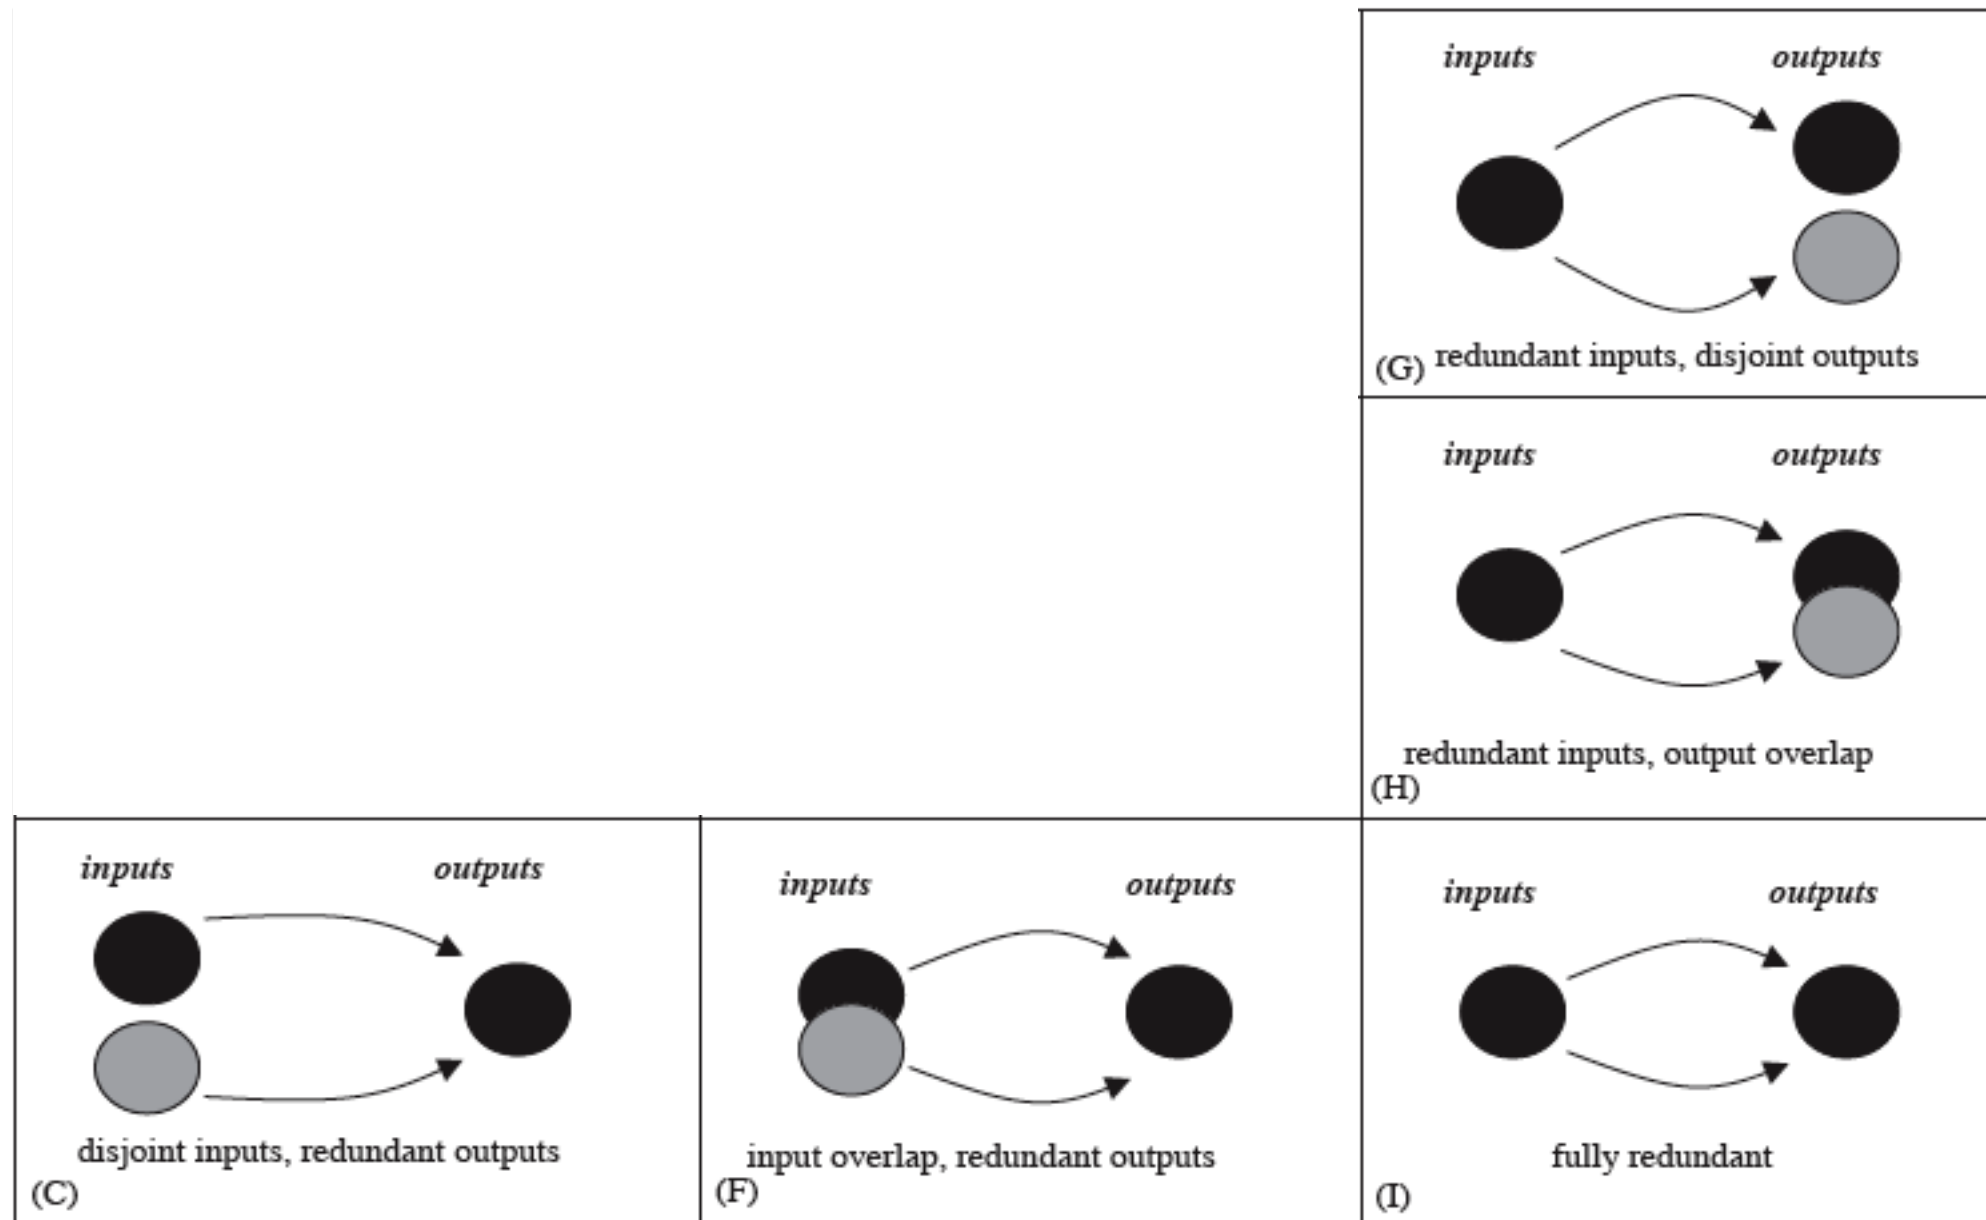 inputs outputs
(G) redundant inputs, disjoint outputs
inputs outputs
redundant inputs, output overlap
(H)
inputs outputs
disjoint inputs, redundant outputs
(C)
inputs outputs
input overlap, redundant outputs
(F)
inputs outputs
fully redundant
(I)